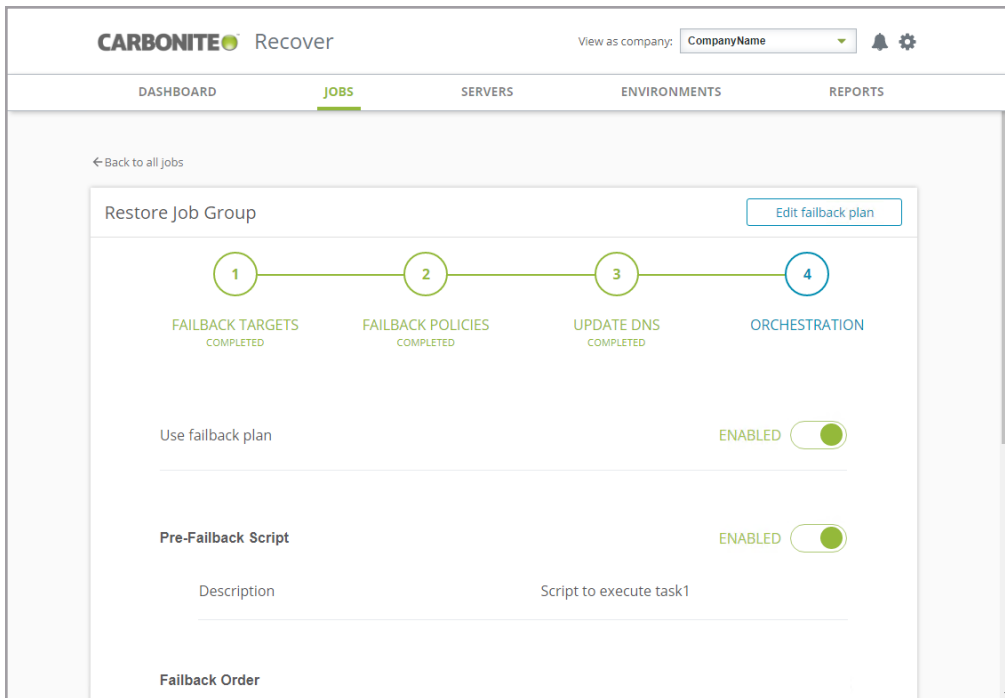 CARBONITE Recover
View as company: CompanyName
DASHBOARD JOBS SERVERS ENVIRONMENTS REPORTS
Back to all jobs
Restore Job Group Edit failback plan
1 2 3 4
FAILBACK TARGETS FAILBACK POLICIES UPDATE DNS ORCHESTRATION
COMPLETED COMPLETED COMPLETED
Use failback plan ENABLED
Pre-Failback Script ENABLED
Description Script to execute task1
Failback Order